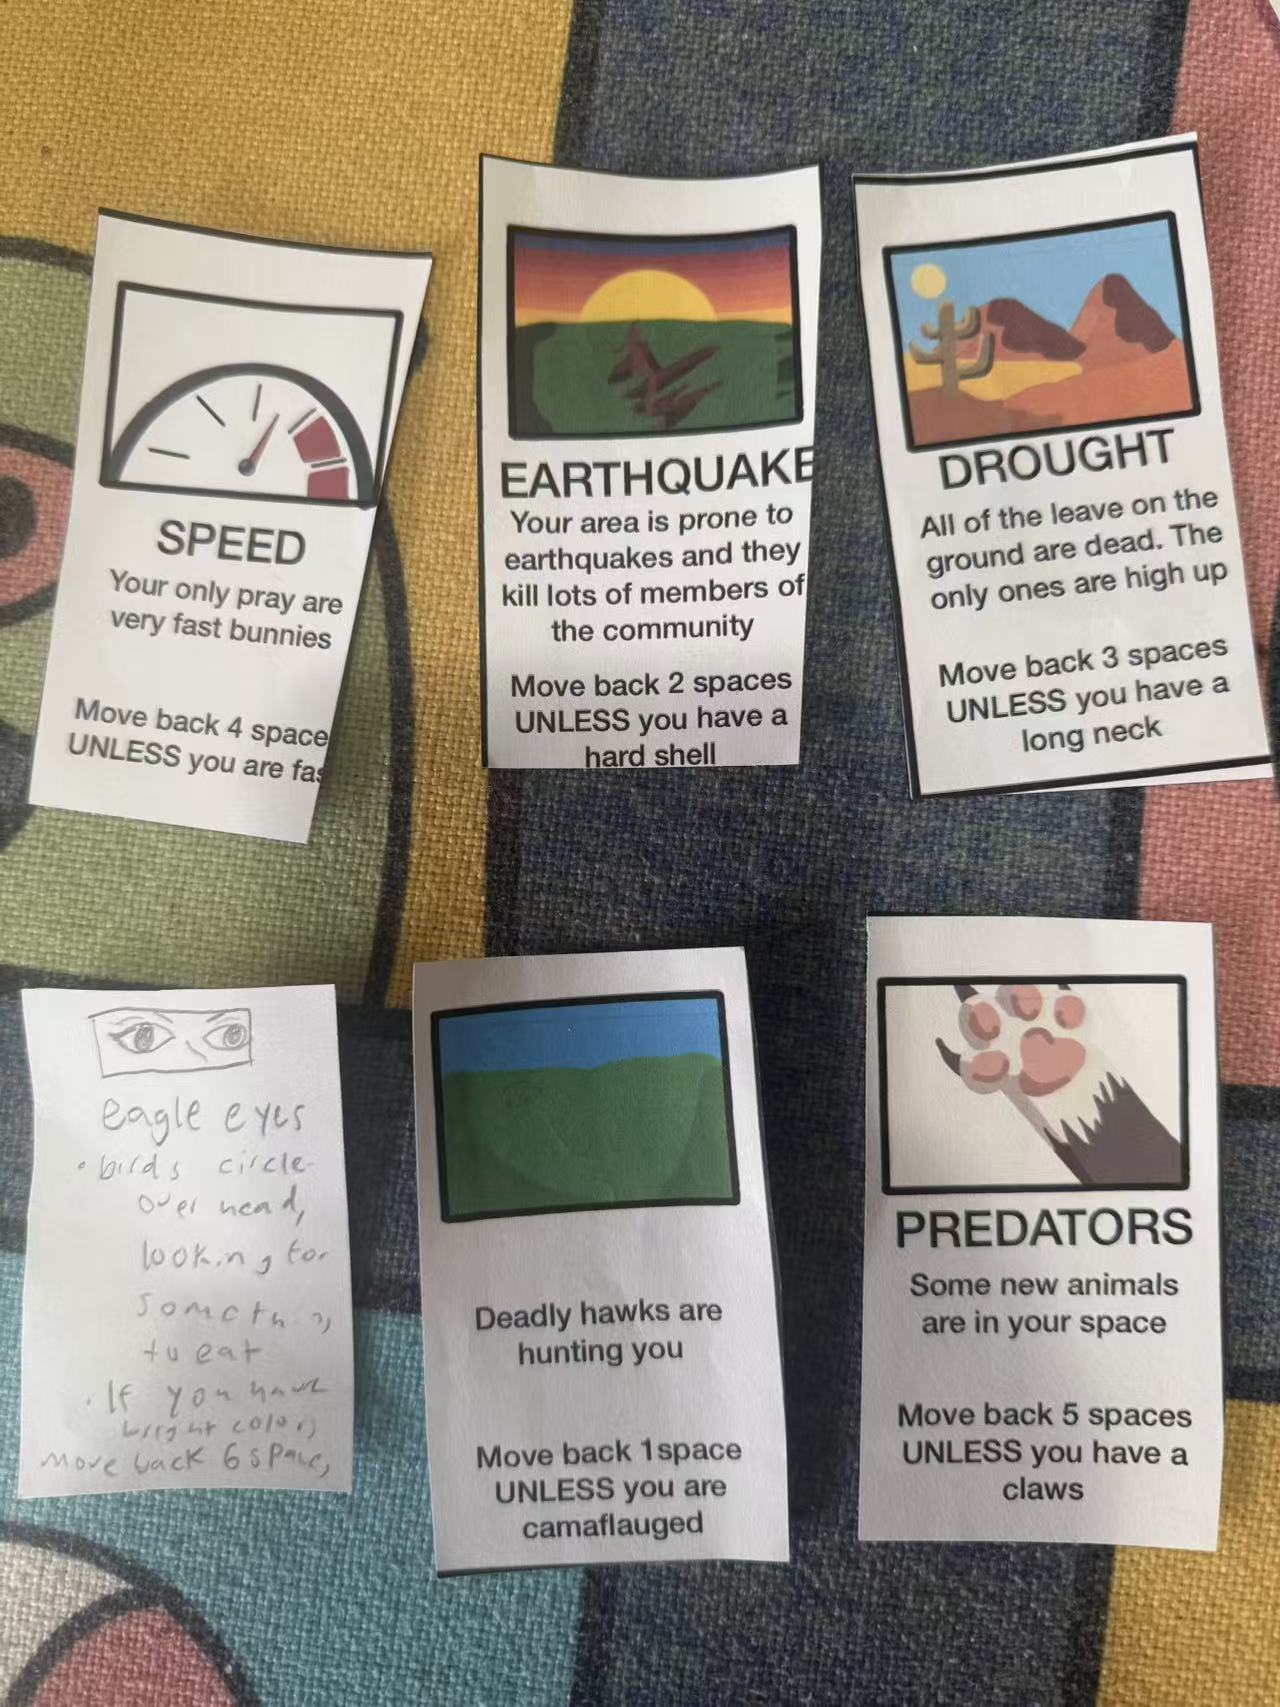 SPEED
Your only pray are
very fast bunnies
Move back 4 space
UNLESS you are fas
EARTHQUAKE
Your area is prone to
earthquakes and they
kill lots of members of
the community
Move back 2 spaces
UNLESS you have a
hard shell
DROUGHT
All of the leave on the
ground are dead. The
only ones are high up
Move back 3 spaces
UNLESS you have a
long neck
eagle eyes
• birds circle
over head,
looking for
something
to eat
• If you have
bright colors
move back 6 spaces
Deadly hawks are
hunting you
Move back 1space
UNLESS you are
camaflauged
PREDATORS
Some new animals
are in your space
Move back 5 spaces
UNLESS you have a
claws